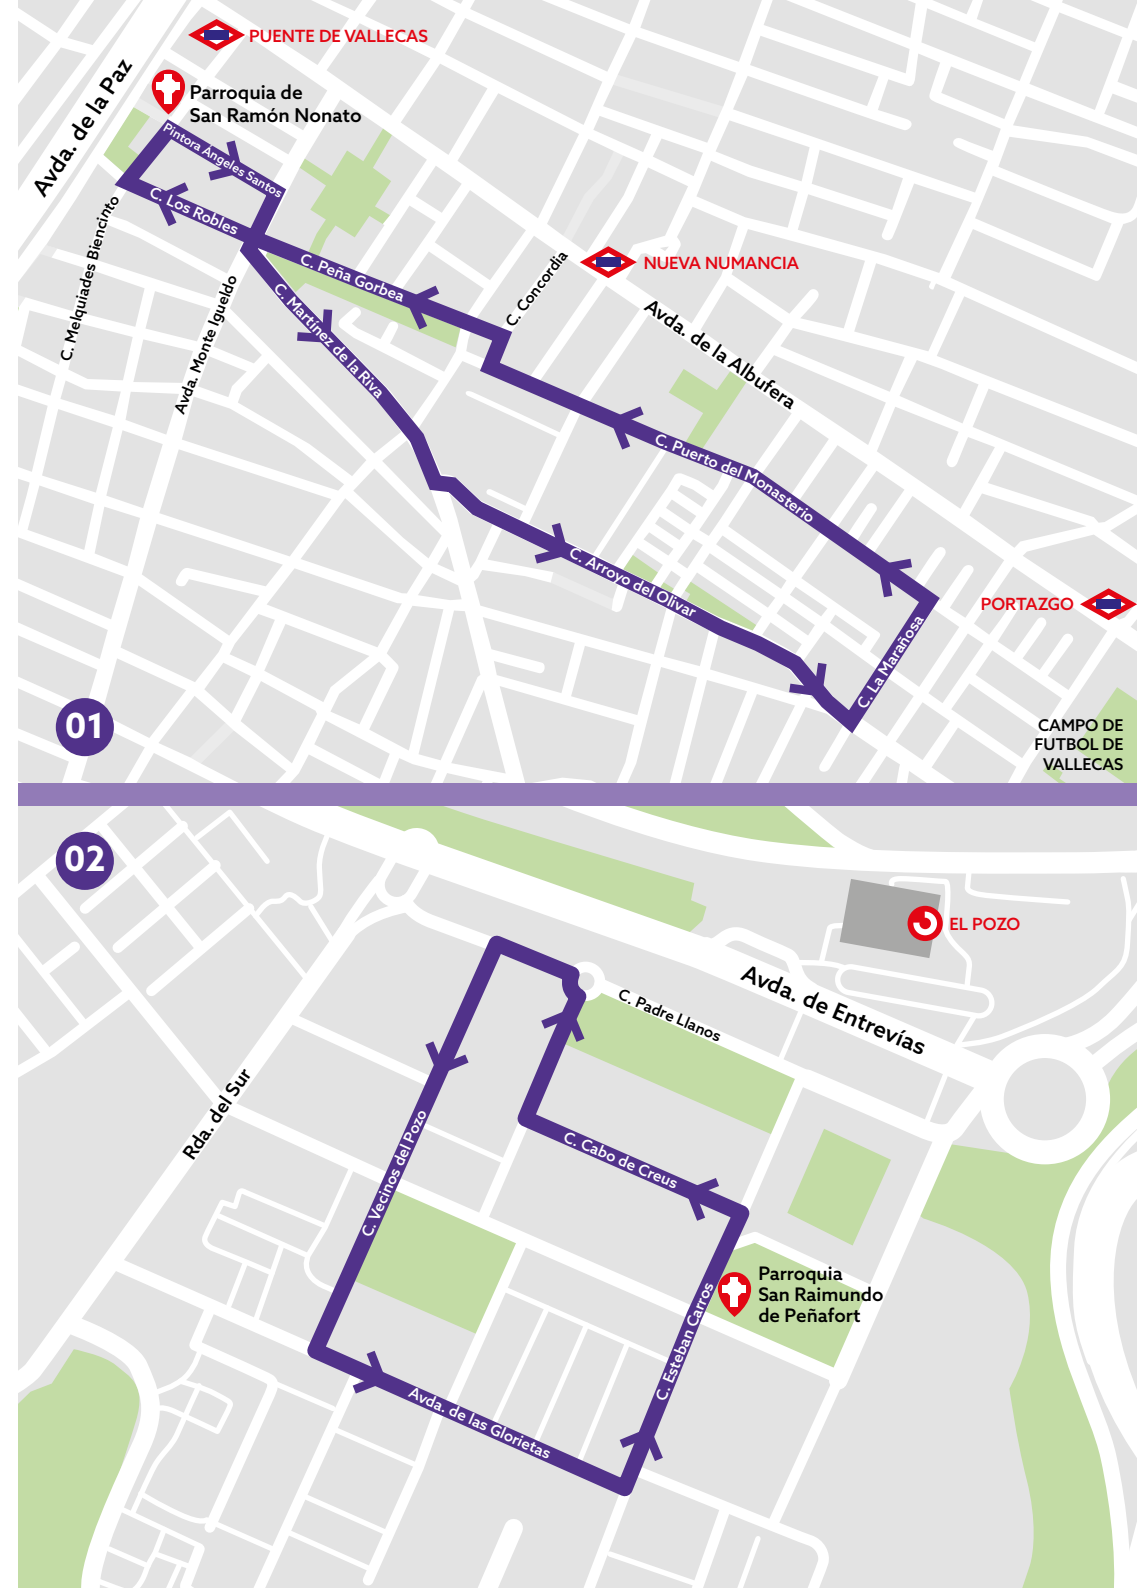 PUENTE DE VALLECAS
Avda. de la Paz
Parroquia de
San Ramón Nonato
Pintora Ángeles Santos
C. Los Robles
C. Melquiades Biencinto
Avda. Monte Igueldo
C. Peña Gorbea
C. Martínez de la Riva
C. Concordia
NUEVA NUMANCIA
Avda. de la Albufera
C. Puerto del Monasterio
C. Arroyo del Olivar
C. La Marañosa
PORTAZGO
CAMPO DE
FUTBOL DE
VALLECAS
01
02
EL POZO
Avda. de Entrevías
C. Padre Llanos
Rda. del Sur
C. Vecinos del Pozo
C. Cabo de Creus
Parroquia
San Raimundo
de Peñafort
C. Esteban Carros
Avda. de las Glorietas